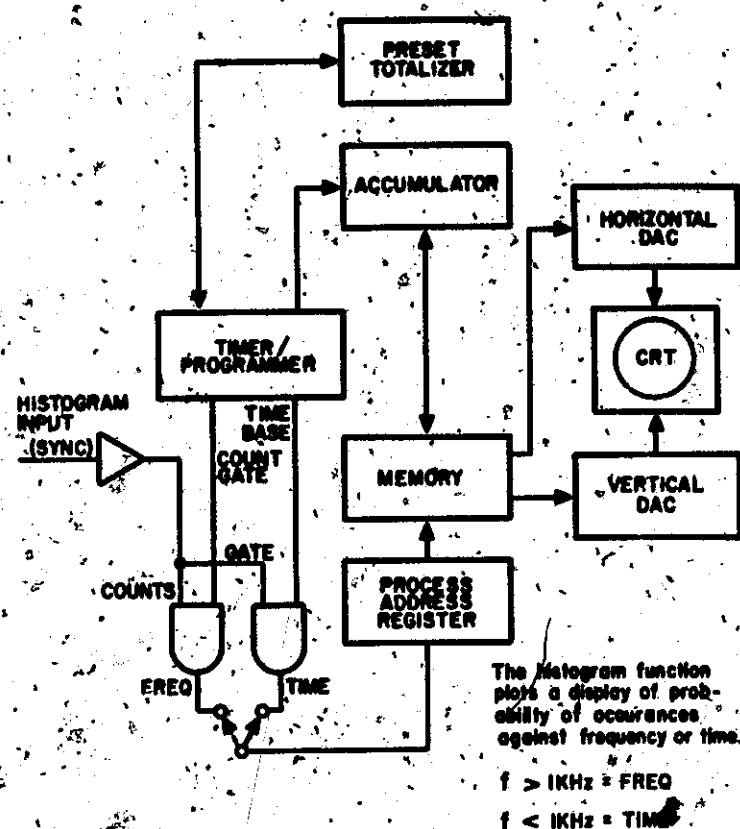 PRESET
TOTALIZER
ACCUMULATOR
HORIZONTAL
DAC
TIMER/
PROGRAMMER
CRT
HISTOGRAM
INPUT
(SYNC)
TIME
BASE
COUNT
GATE
MEMORY
VERTICAL
DAC
GATE
COUNTS
PROCESS
ADDRESS
REGISTER
FREQ
TIME
The histogram function
plots a display of prob-
ability of occurances
against frequency or time.
f > 1KHz = FREQ
f < 1KHz = TIME